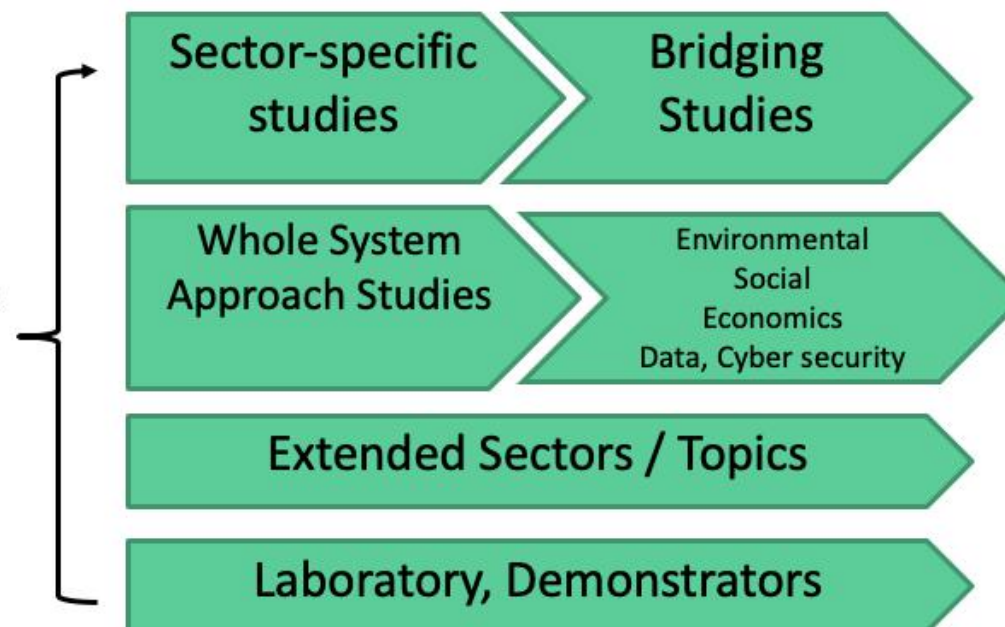 Sector-specific
studies
Bridging
Studies
Whole System
Approach Studies
Environmental
Social
Economics
Data, Cyber security
Extended Sectors / Topics
Laboratory, Demonstrators